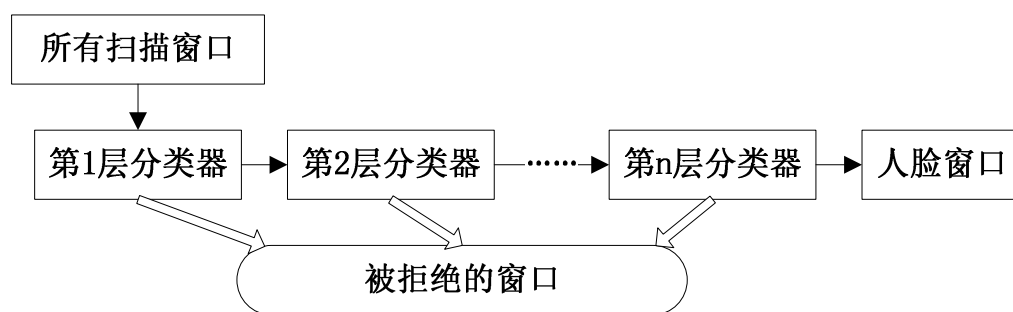 所有扫描窗口
第1层分类器
第2层分类器
……
第n层分类器
人脸窗口
被拒绝的窗口